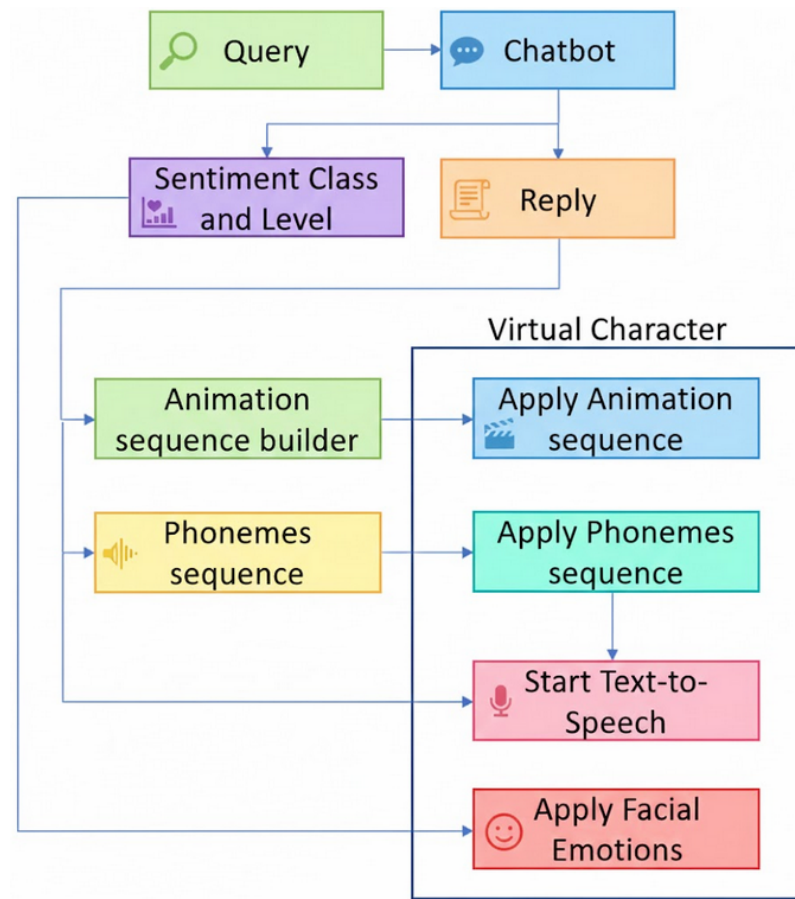 Query
Chatbot
Sentiment Class
and Level
Reply
Virtual Character
Animation
sequence builder
Apply Animation
sequence
Phonemes
sequence
Apply Phonemes
sequence
Start Text-to-
Speech
Apply Facial
Emotions